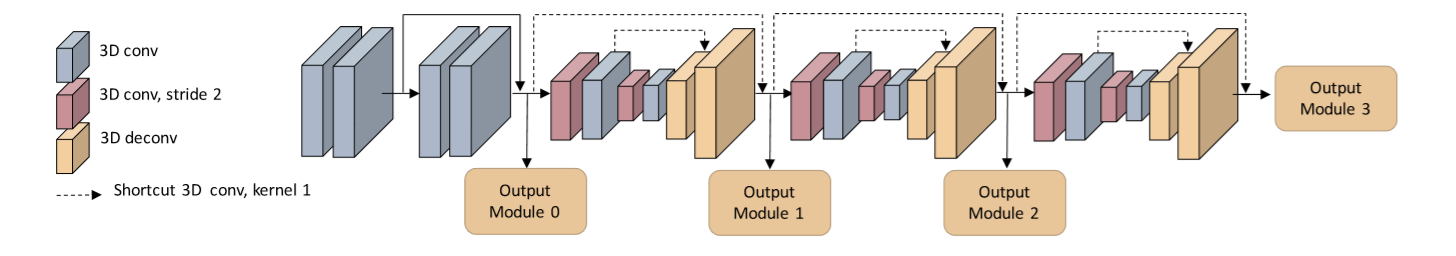 3D conv
3D conv, stride 2
3D deconv
Shortcut 3D conv, kernel 1
Output
Module 0
Output
Module 1
Output
Module 2
Output
Module 3